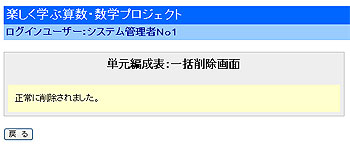 楽しく学ぶ算数・数学プロジェクト
ログインユーザー：システム管理者No1
単元編成表：一括削除画面
正常に削除されました。
戻 る